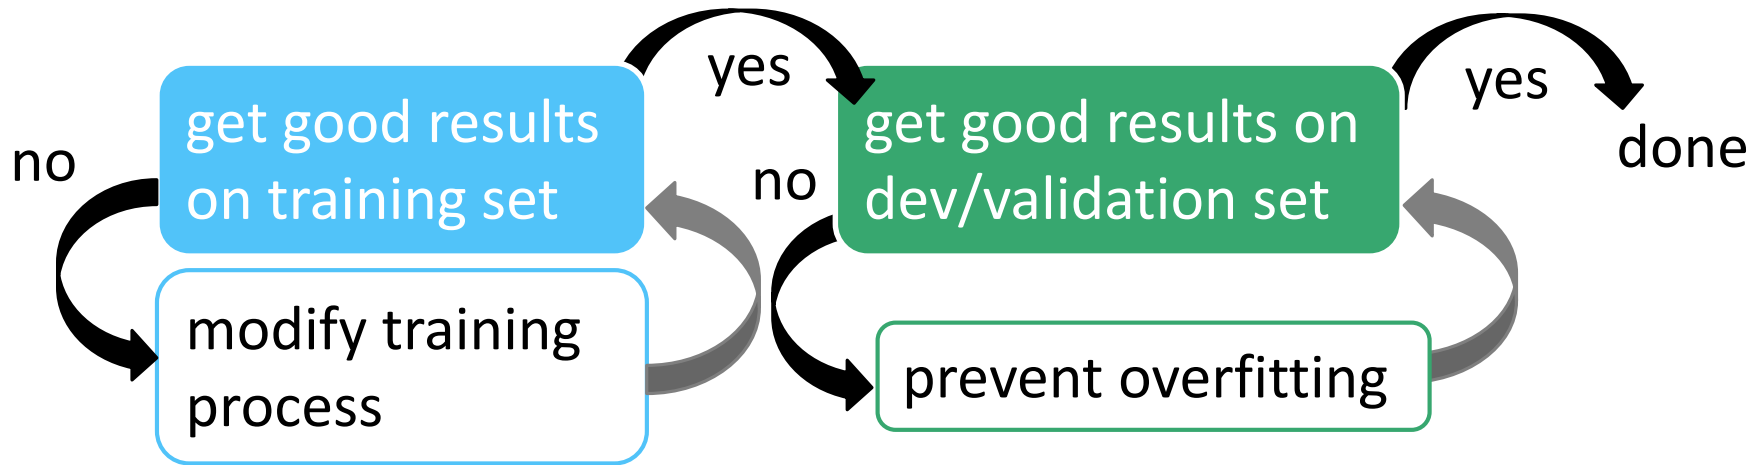 get good results
on training set
yes
no
modify training
process
get good results on
dev/validation set
yes
done
no
prevent overfitting